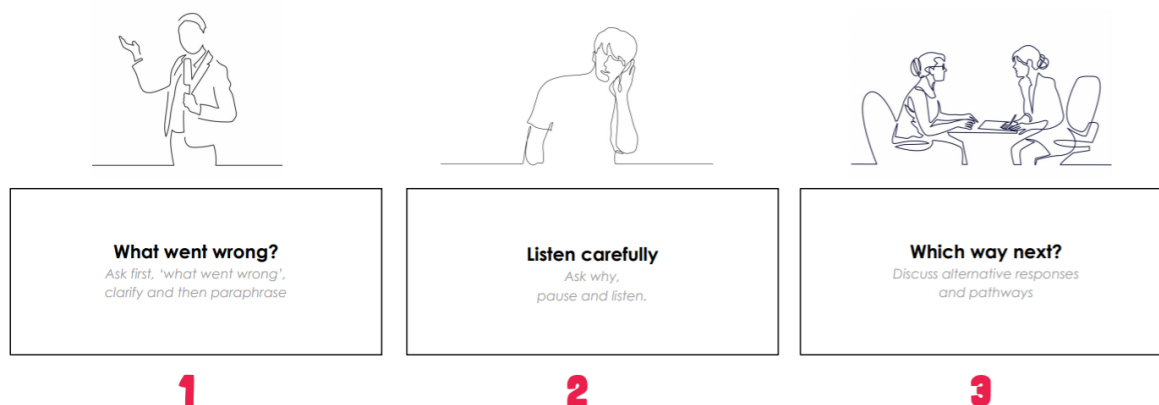 What went wrong?
Ask first, ‘what went wrong’,
clarify and then paraphrase
Listen carefully
Ask why,
pause and listen.
Which way next?
Discuss alternative responses
and pathways
1
2
3